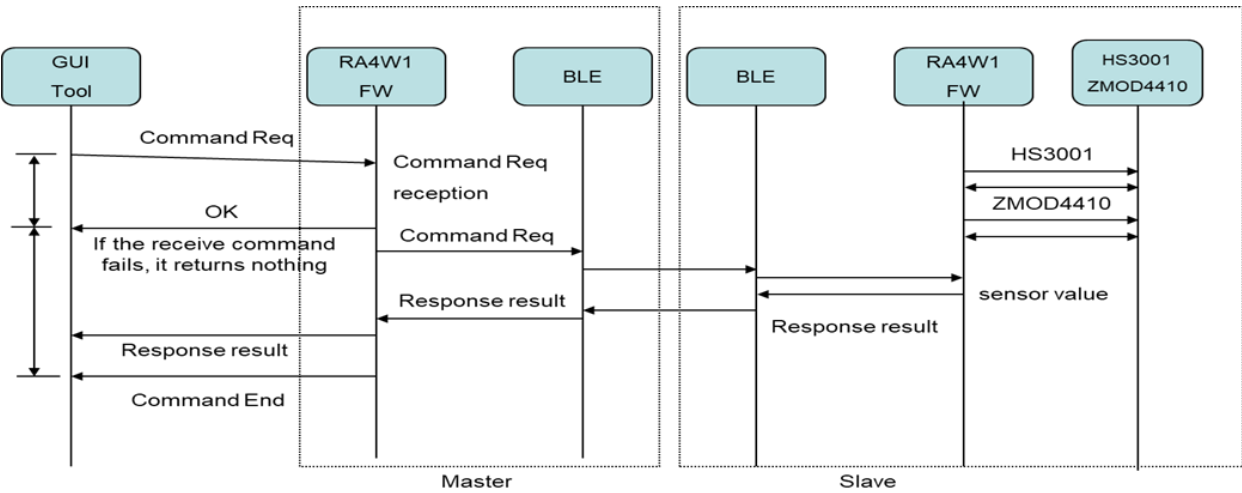 GUI
Tool
RA4W1
FW
BLE
BLE
RA4W1
FW
HS3001
ZMOD4410
Command Req
Command Req
reception
HS3001
OK
ZMOD4410
If the receive command
fails, it returns nothing
Command Req
Response result
sensor value
Response result
Response result
Command End
Master
Slave